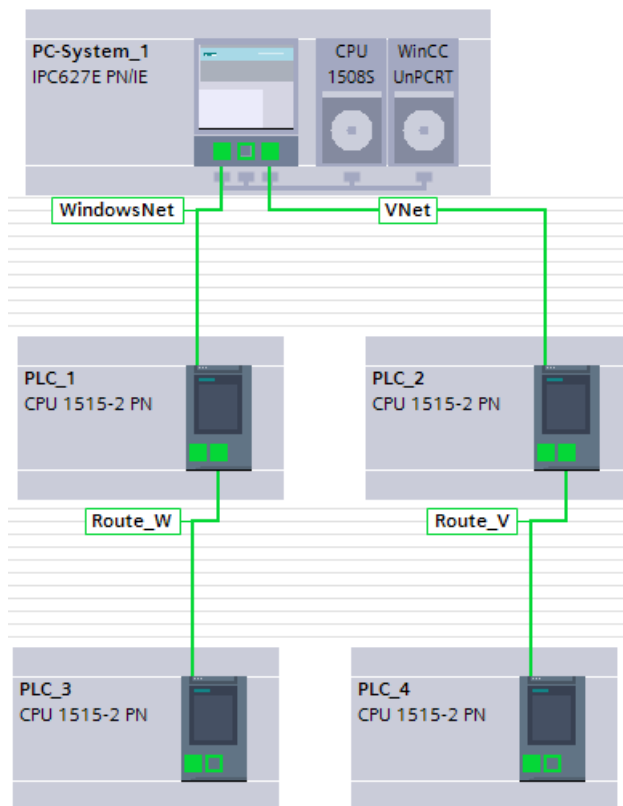 PC-System_1
IPC627E PN/IE
CPU
1508S
WinCC
UnPCRT
WindowsNet
VNet
PLC_1
CPU 1515-2 PN
PLC_2
CPU 1515-2 PN
Route_W
Route_V
PLC_3
CPU 1515-2 PN
PLC_4
CPU 1515-2 PN